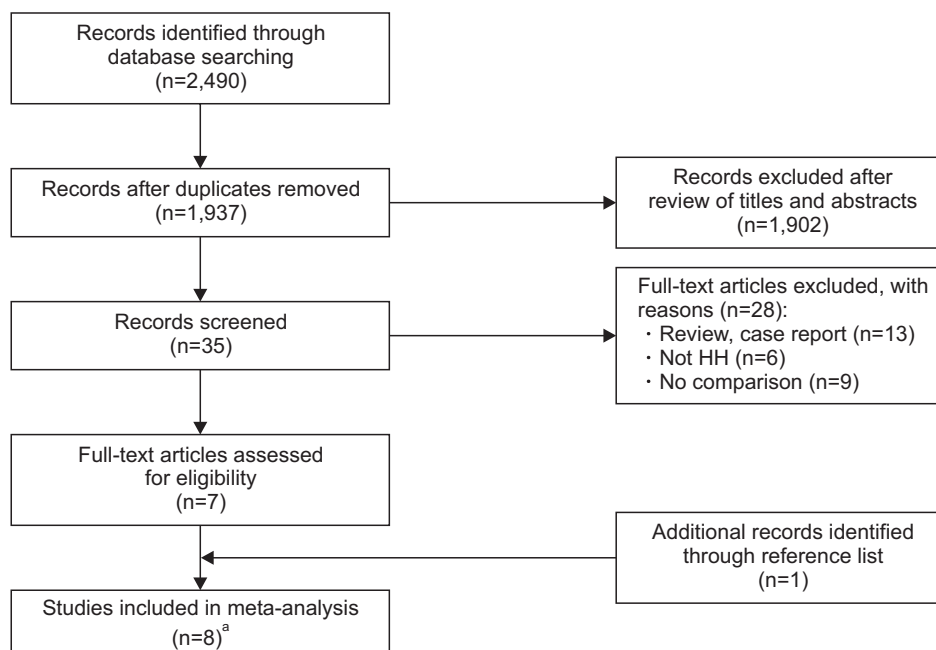 Records identified through
database searching
(n=2,490)
Records after duplicates removed
(n=1,937)
Records excluded after
review of titles and abstracts
(n=1,902)
Records screened
(n=35)
Full-text articles excluded, with
reasons (n=28):
· Review, case report (n=13)
· Not HH (n=6)
· No comparison (n=9)
Full-text articles assessed
for eligibility
(n=7)
Additional records identified
through reference list
(n=1)
Studies included in meta-analysis
(n=8)ᵃ